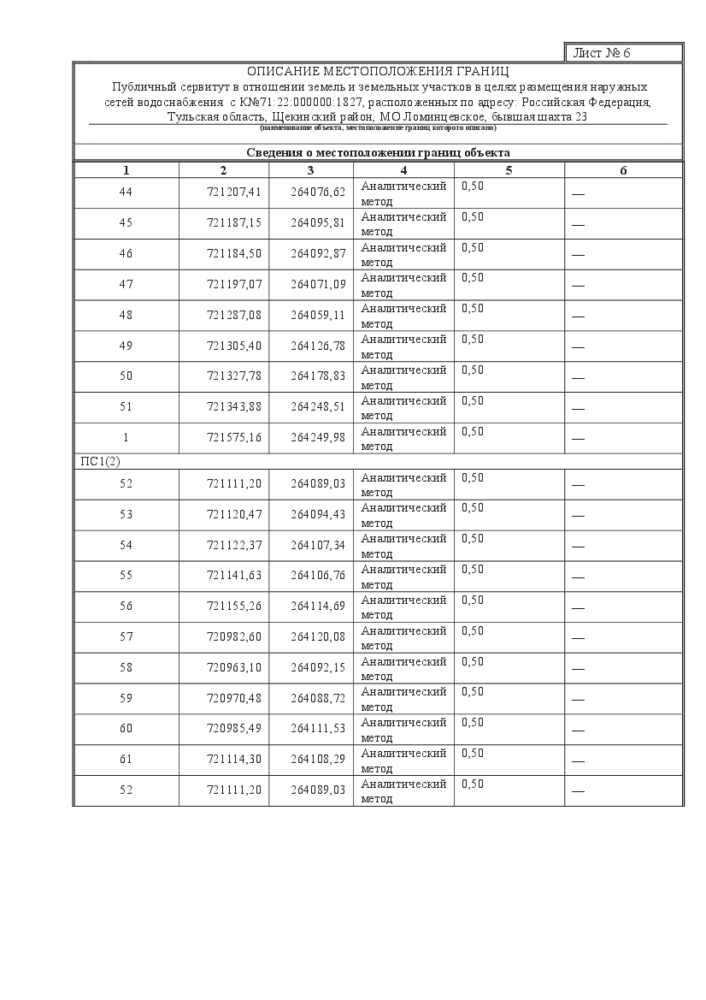 Лист № 6
ОПИСАНИЕ МЕСТОПОЛОЖЕНИЯ ГРАНИЦ
Публичный сервитут в отношении земель и земельных участков в целях размещения наружных
сетей водоснабжения с К№71:22:000000:1827, расположенных по адресу: Российская Федерация,
Тульская область, Щекинский район, МО Ломинцевское, бывшая шахта 23
(наименование объекта, местоположение границ которого описано)
Сведения о местоположении границ объекта
1 2 3 4 5 6
44 721207,41 264076,62 Аналитический метод 0,50 —
45 721187,15 264095,81 Аналитический метод 0,50 —
46 721184,50 264092,87 Аналитический метод 0,50 —
47 721197,07 264071,09 Аналитический метод 0,50 —
48 721287,08 264059,11 Аналитический метод 0,50 —
49 721305,40 264126,78 Аналитический метод 0,50 —
50 721327,78 264178,83 Аналитический метод 0,50 —
51 721343,88 264248,51 Аналитический метод 0,50 —
1 721575,16 264249,98 Аналитический метод 0,50 —
ПС1(2)
52 721111,20 264089,03 Аналитический метод 0,50 —
53 721120,47 264094,43 Аналитический метод 0,50 —
54 721122,37 264107,34 Аналитический метод 0,50 —
55 721141,63 264106,76 Аналитический метод 0,50 —
56 721155,26 264114,69 Аналитический метод 0,50 —
57 720982,60 264120,08 Аналитический метод 0,50 —
58 720963,10 264092,15 Аналитический метод 0,50 —
59 720970,48 264088,72 Аналитический метод 0,50 —
60 720985,49 264111,53 Аналитический метод 0,50 —
61 721114,30 264108,29 Аналитический метод 0,50 —
52 721111,20 264089,03 Аналитический метод 0,50 —